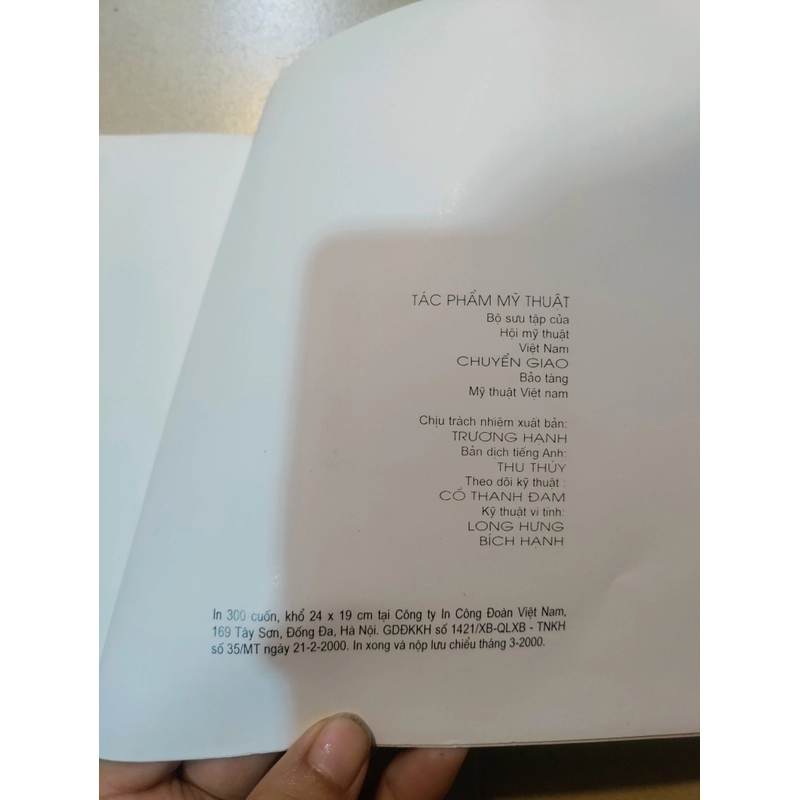 TÁC PHẨM MỸ THUẬT
Bộ sưu tập của
Hội mỹ thuật
Việt Nam
CHUYỂN GIAO
Bảo tàng
Mỹ thuật Việt nam
Chịu trách nhiệm xuất bản:
TRƯƠNG HẠNH
Bản dịch tiếng Anh:
THU THỦY
Theo dõi kỹ thuật :
CỒ THANH ĐAM
Kỹ thuật vi tính:
LONG HƯNG
BÍCH HẠNH
In 300 cuốn, khổ 24 x 19 cm tại Công ty In Công Đoàn Việt Nam,
169 Tây Sơn, Đống Đa, Hà Nội. GDĐKKH số 1421/XB-QLXB - TNKH
số 35/MT ngày 21-2-2000. In xong và nộp lưu chiểu tháng 3-2000.